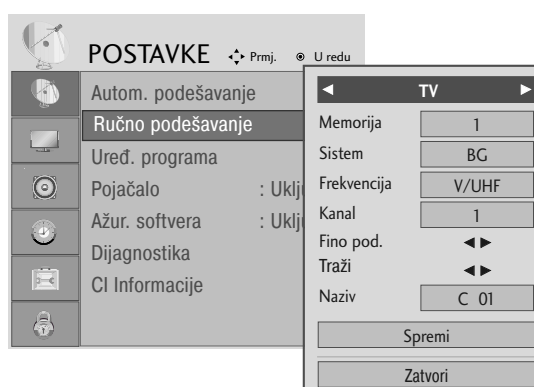 POSTAVKE Prmj. U redu
Autom. podešavanje
Ručno podešavanje
Uređ. programa
Pojačalo : Uklj
Ažur. softvera : Uklj
Dijagnostika
CI Informacije
TV
Memorija 1
Sistem BG
Frekvencija V/UHF
Kanal 1
Fino pod.
Traži
Naziv C 01
Spremi
Zatvori